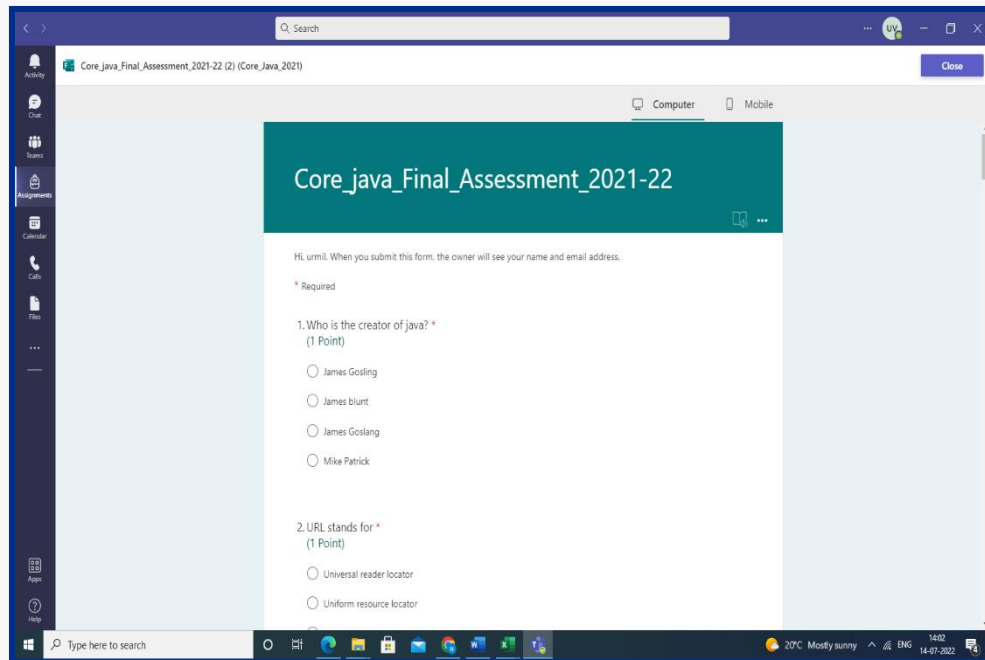 Search
UV
Activity
Chat
Teams
Assignments
Calendar
Calls
Files
Apps
Help
Core_java_Final_Assessment_2021-22 (2) (Core_Java_2021)
Close
Computer
Mobile
Core_java_Final_Assessment_2021-22
Hi, urmil. When you submit this form, the owner will see your name and email address.
* Required
1. Who is the creator of java? *
(1 Point)
James Gosling
James blunt
James Goslang
Mike Patrick
2. URL stands for *
(1 Point)
Universal reader locator
Uniform resource locator
Type here to search
20°C Mostly sunny
ENG
14:02
14-07-2022